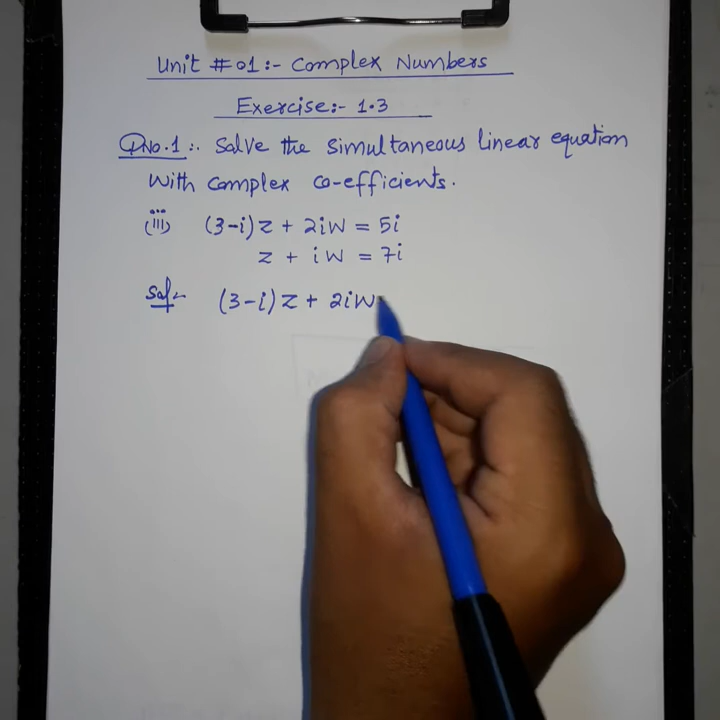 Unit #01:- Complex Numbers
Exercise:- 1.3
QNo.1:- Solve the Simultaneous linear equation
With Complex co-efficients.
(iii) (3-i)z + 2iw = 5i
z + iw = 7i
Sol:- (3-i)z + 2iw